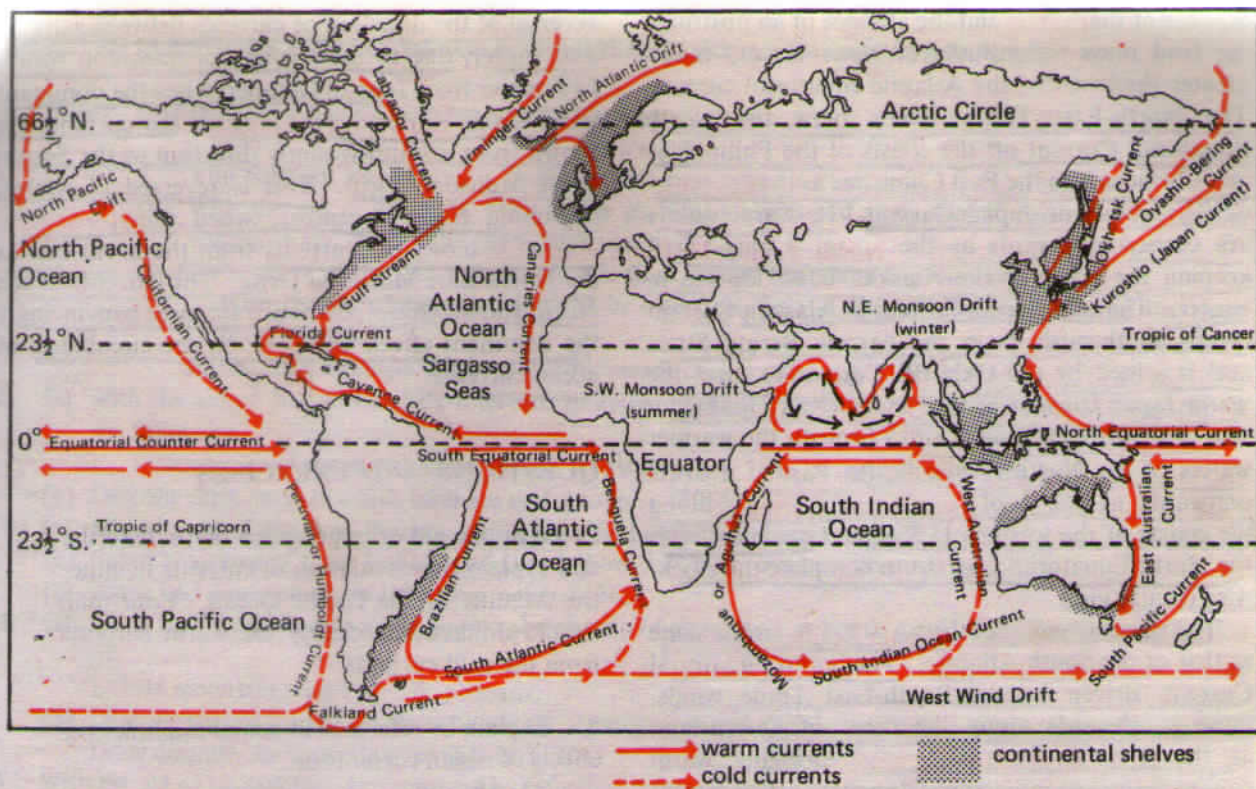 Labrador Current
Irminger Current
North Atlantic Drift
Arctic Circle
66½°N.
North Pacific
Drift
North Pacific
Ocean
Californian Current
Gulf Stream
North
Atlantic
Ocean
Canaries Current
Okhotsk Current
Oyashio-Bering
Current
Kuroshio (Japan Current)
N.E. Monsoon
Drift
(winter)
Tropic of Cancer
23½°N.
Florida Current
Sargasso
Seas
Cayenne Current
S.W. Monsoon Drift
(summer)
0°
Equatorial Counter Current
South Equatorial Current
Equator
North Equatorial Current
Tropic of Capricorn
23½°S.
Peruvian or Humboldt Current
South Pacific Ocean
Brazilian Current
South
Atlantic
Ocean
Benguela Current
Mozambique or Agulhas Current
South Indian
Ocean
West Australian
Current
East Australian
Current
South Atlantic Current
South Indian Ocean Current
South Pacific Current
Falkland Current
West Wind Drift
warm currents
cold currents
continental shelves